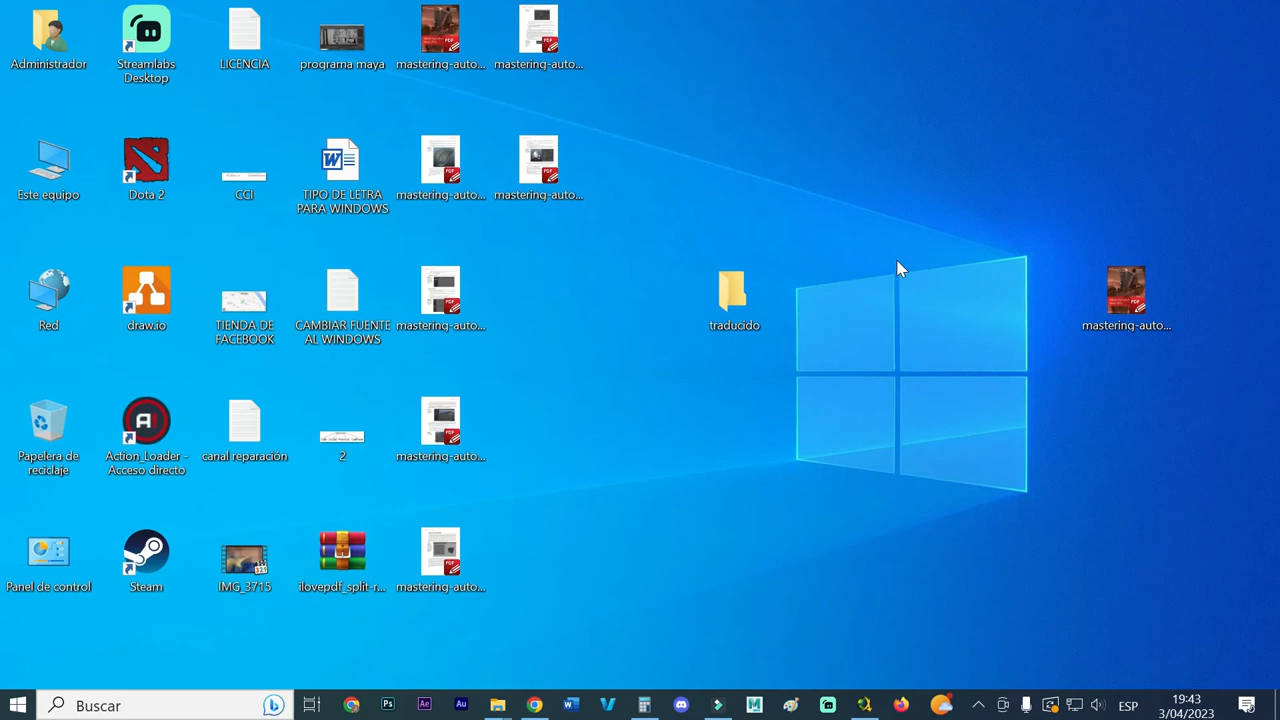 Administrador
Streamlabs
Desktop
LICENCIA
programa maya
mastering-auto...
mastering-auto...
Este equipo
Dota 2
CCI
TIPO DE LETRA
PARA WINDOWS
mastering-auto...
mastering-auto...
Red
draw.io
TIENDA DE
FACEBOOK
CAMBIAR FUENTE
AL WINDOWS
mastering-auto...
traducido
mastering-auto...
Papelera de
reciclaje
Action_Loader -
Acceso directo
canal reparación
2
mastering-auto...
Panel de control
Steam
IMG_3715
ilovepdf_split-r...
mastering-auto...
Buscar
ESP
19:43
3/04/2023